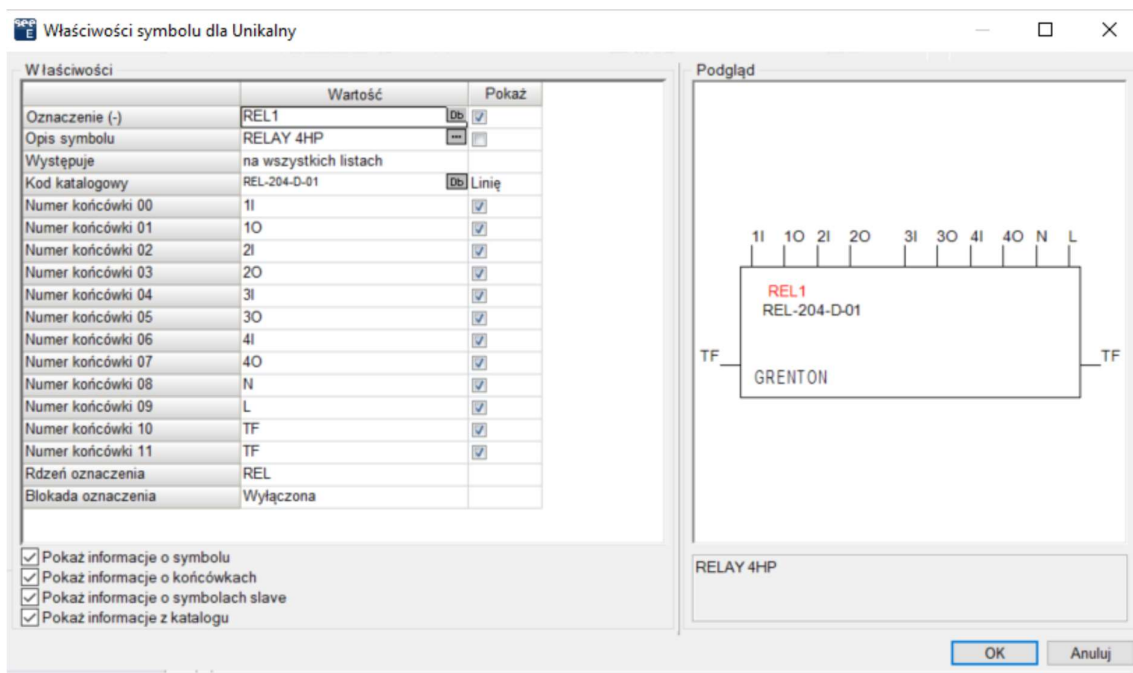 see E Właściwości symbolu dla Unikalny
Właściwości
Wartość Pokaż
Oznaczenie (-) REL1 Db
Opis symbolu RELAY 4HP ...
Występuje na wszystkich listach
Kod katalogowy REL-204-D-01 Db Linię
Numer końcówki 00 1I
Numer końcówki 01 1O
Numer końcówki 02 2I
Numer końcówki 03 2O
Numer końcówki 04 3I
Numer końcówki 05 3O
Numer końcówki 06 4I
Numer końcówki 07 4O
Numer końcówki 08 N
Numer końcówki 09 L
Numer końcówki 10 TF
Numer końcówki 11 TF
Rdzeń oznaczenia REL
Blokada oznaczenia Wyłączona
Pokaż informacje o symbolu
Pokaż informacje o końcówkach
Pokaż informacje o symbolach slave
Pokaż informacje z katalogu
Podgląd
1I 1O 2I 2O 3I 3O 4I 4O N L
REL1
REL-204-D-01
TF TF
GRENTON
RELAY 4HP
OK Anuluj